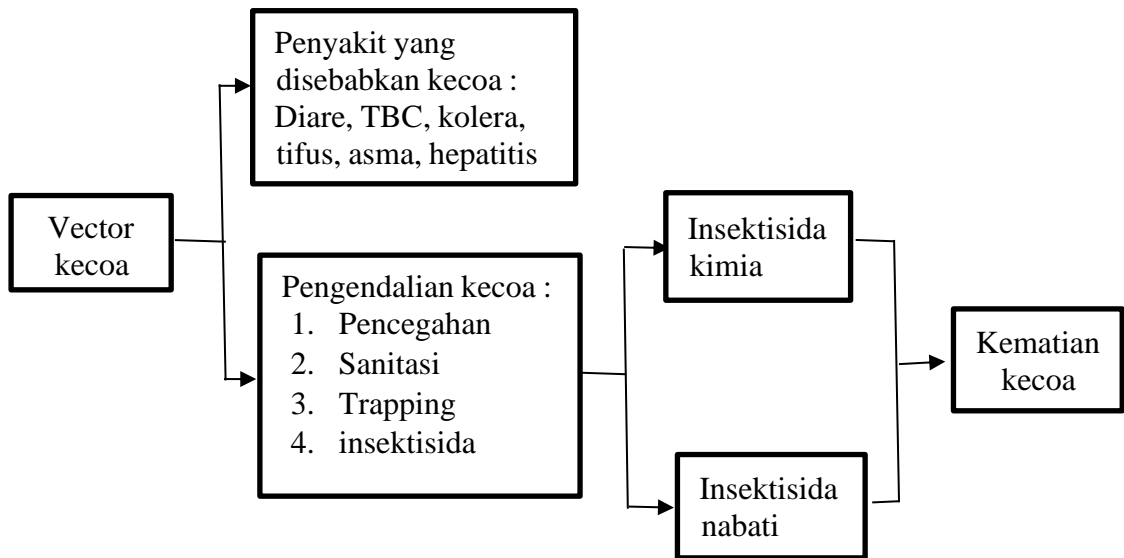 Penyakit yang
disebabkan kecoa :
Diare, TBC, kolera,
tifus, asma, hepatitis
Vector
kecoa
Pengendalian kecoa :
1. Pencegahan
2. Sanitasi
3. Trapping
4. insektisida
Insektisida
kimia
Insektisida
nabati
Kematian
kecoa